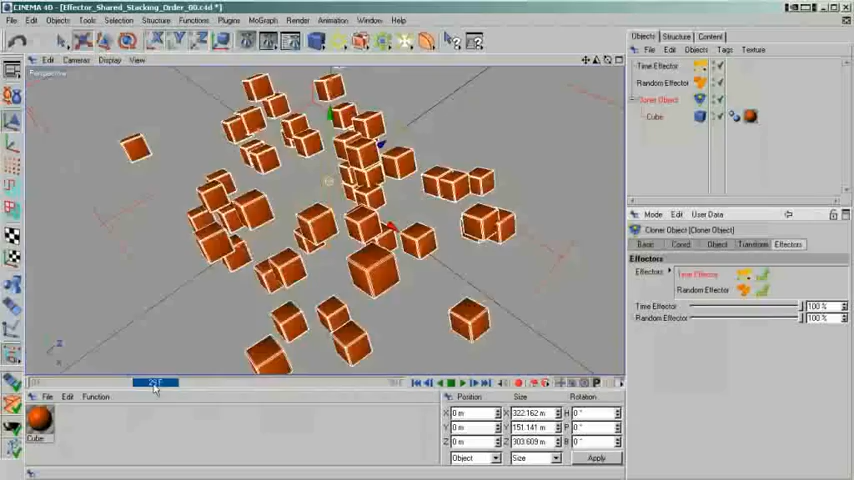 CINEMA 4D - [Effector_Shared_Stacking_Order_00.c4d *]
File Edit Objects Tools Selection Structure Functions Plugins MoGraph Render Animation Window Help
Objects Structure Content
File Edit Objects Tags Texture
Edit Cameras Display View
Perspective
Time Effector
Random Effector
Cloner Object
Cube
Mode Edit User Data
Cloner Object [Cloner Object]
Basic Coord. Object Transform Effectors
Effectors
Effectors Time Effector
Random Effector
Time Effector 100 %
Random Effector 100 %
File Edit Function
Position Size Rotation
X 0 m X 322.162 m H 0 °
Y 0 m Y 151.141 m P 0 °
Z 0 m Z 303.609 m B 0 °
Object Size Apply
Cube